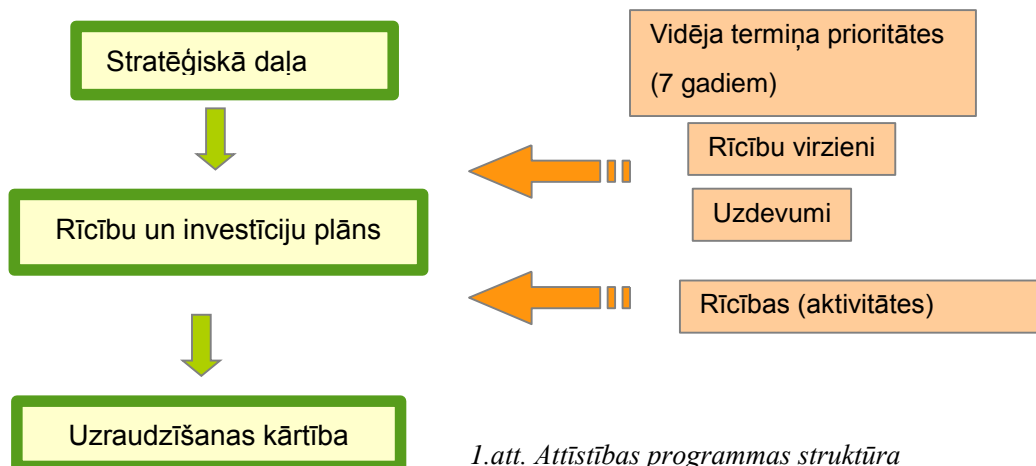 Stratēģiskā daļa
Vidēja termiņa prioritātes
(7 gadiem)
Rīcību virzieni
Rīcību un investīciju plāns
Uzdevumi
Rīcības (aktivitātes)
Uzraudzīšanas kārtība
1.att. Attīstības programmas struktūra